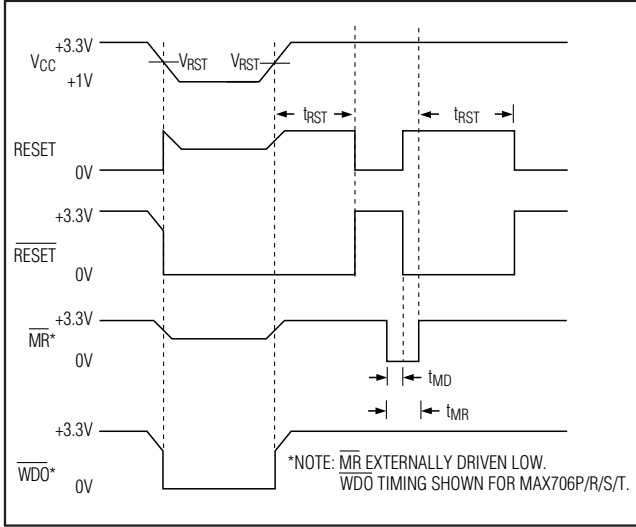 +3.3V
VCC
VRST VRST
+1V
tRST tRST
RESET
0V
+3.3V
RESET
0V
+3.3V
MR*
0V
tMD
tMR
+3.3V
WDO*
0V
*NOTE: MR EXTERNALLY DRIVEN LOW.
WDO TIMING SHOWN FOR MAX706P/R/S/T.